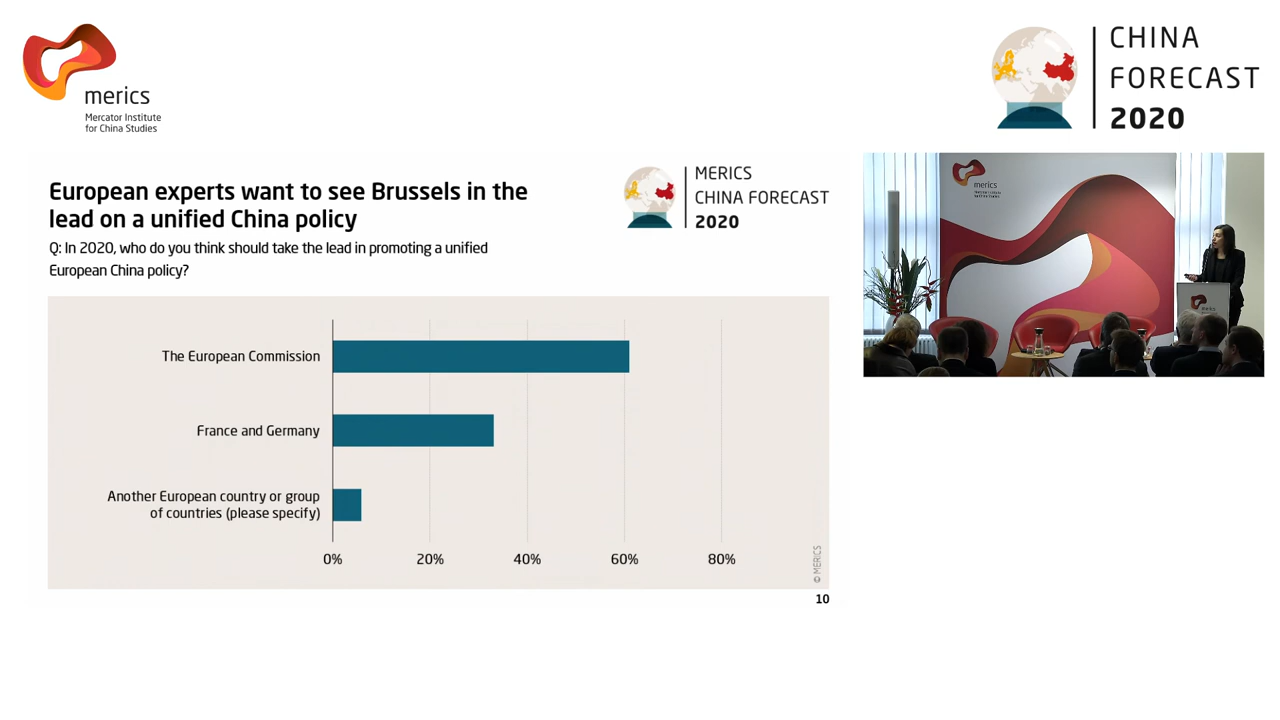 merics
Mercator Institute
for China Studies
CHINA
FORECAST
2020
European experts want to see Brussels in the
lead on a unified China policy
Q: In 2020, who do you think should take the lead in promoting a unified
European China policy?
MERICS
CHINA FORECAST
2020
The European Commission
France and Germany
Another European country or group
of countries (please specify)
0%
20%
40%
60%
80%
© MERICS
10
merics
merics